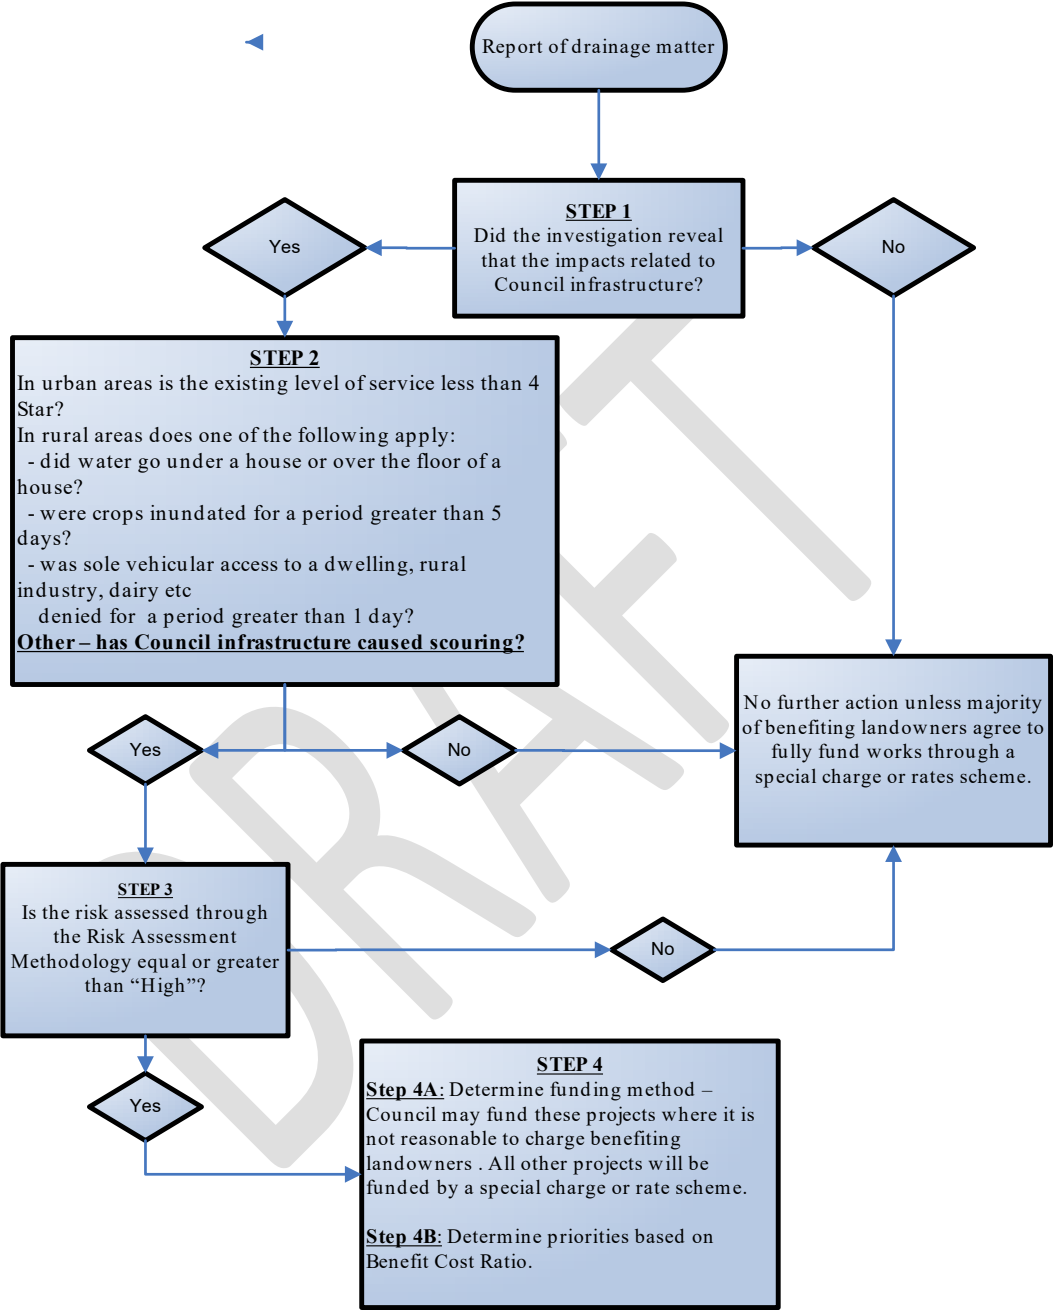 Report of drainage matter
STEP 1
Did the investigation reveal
that the impacts related to
Council infrastructure?
Yes
No
STEP 2
In urban areas is the existing level of service less than 4
Star?
In rural areas does one of the following apply:
- did water go under a house or over the floor of a
house?
- were crops inundated for a period greater than 5
days?
- was sole vehicular access to a dwelling, rural
industry, dairy etc
denied for a period greater than 1 day?
Other – has Council infrastructure caused scouring?
Yes
No
No further action unless majority
of benefiting landowners agree to
fully fund works through a
special charge or rates scheme.
STEP 3
Is the risk assessed through
the Risk Assessment
Methodology equal or greater
than “High”?
No
Yes
STEP 4
Step 4A: Determine funding method –
Council may fund these projects where it is
not reasonable to charge benefiting
landowners . All other projects will be
funded by a special charge or rate scheme.
Step 4B: Determine priorities based on
Benefit Cost Ratio.
DRAFT